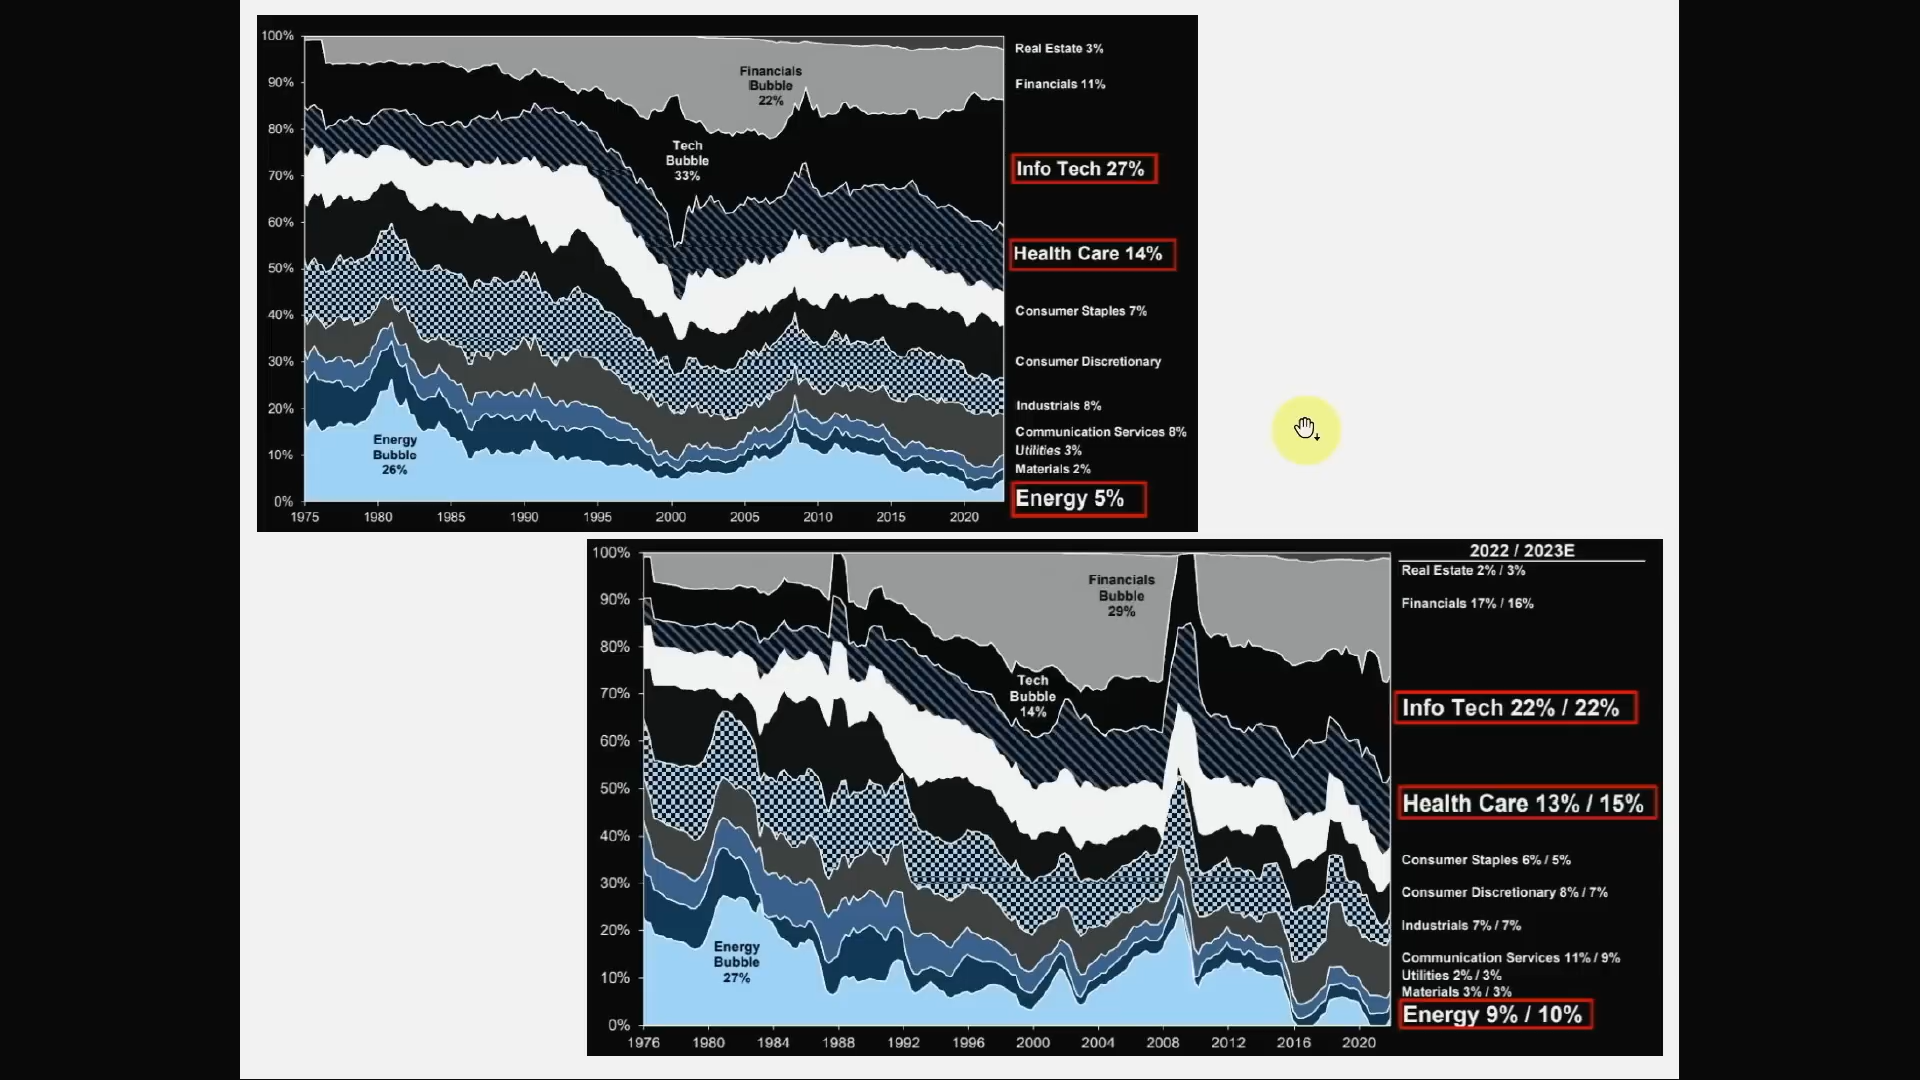 100%
90%
80%
70%
60%
50%
40%
30%
20%
10%
0%
1975 1980 1985 1990 1995 2000 2005 2010 2015 2020
Financials
Bubble
22%
Tech
Bubble
33%
Energy
Bubble
26%
Real Estate 3%
Financials 11%
Info Tech 27%
Health Care 14%
Consumer Staples 7%
Consumer Discretionary
Industrials 8%
Communication Services 8%
Utilities 3%
Materials 2%
Energy 5%
100%
90%
80%
70%
60%
50%
40%
30%
20%
10%
0%
1976 1980 1984 1988 1992 1996 2000 2004 2008 2012 2016 2020
Financials
Bubble
29%
Tech
Bubble
14%
Energy
Bubble
27%
2022 / 2023E
Real Estate 2% / 3%
Financials 17% / 16%
Info Tech 22% / 22%
Health Care 13% / 15%
Consumer Staples 6% / 5%
Consumer Discretionary 8% / 7%
Industrials 7% / 7%
Communication Services 11% / 9%
Utilities 2% / 3%
Materials 3% / 3%
Energy 9% / 10%